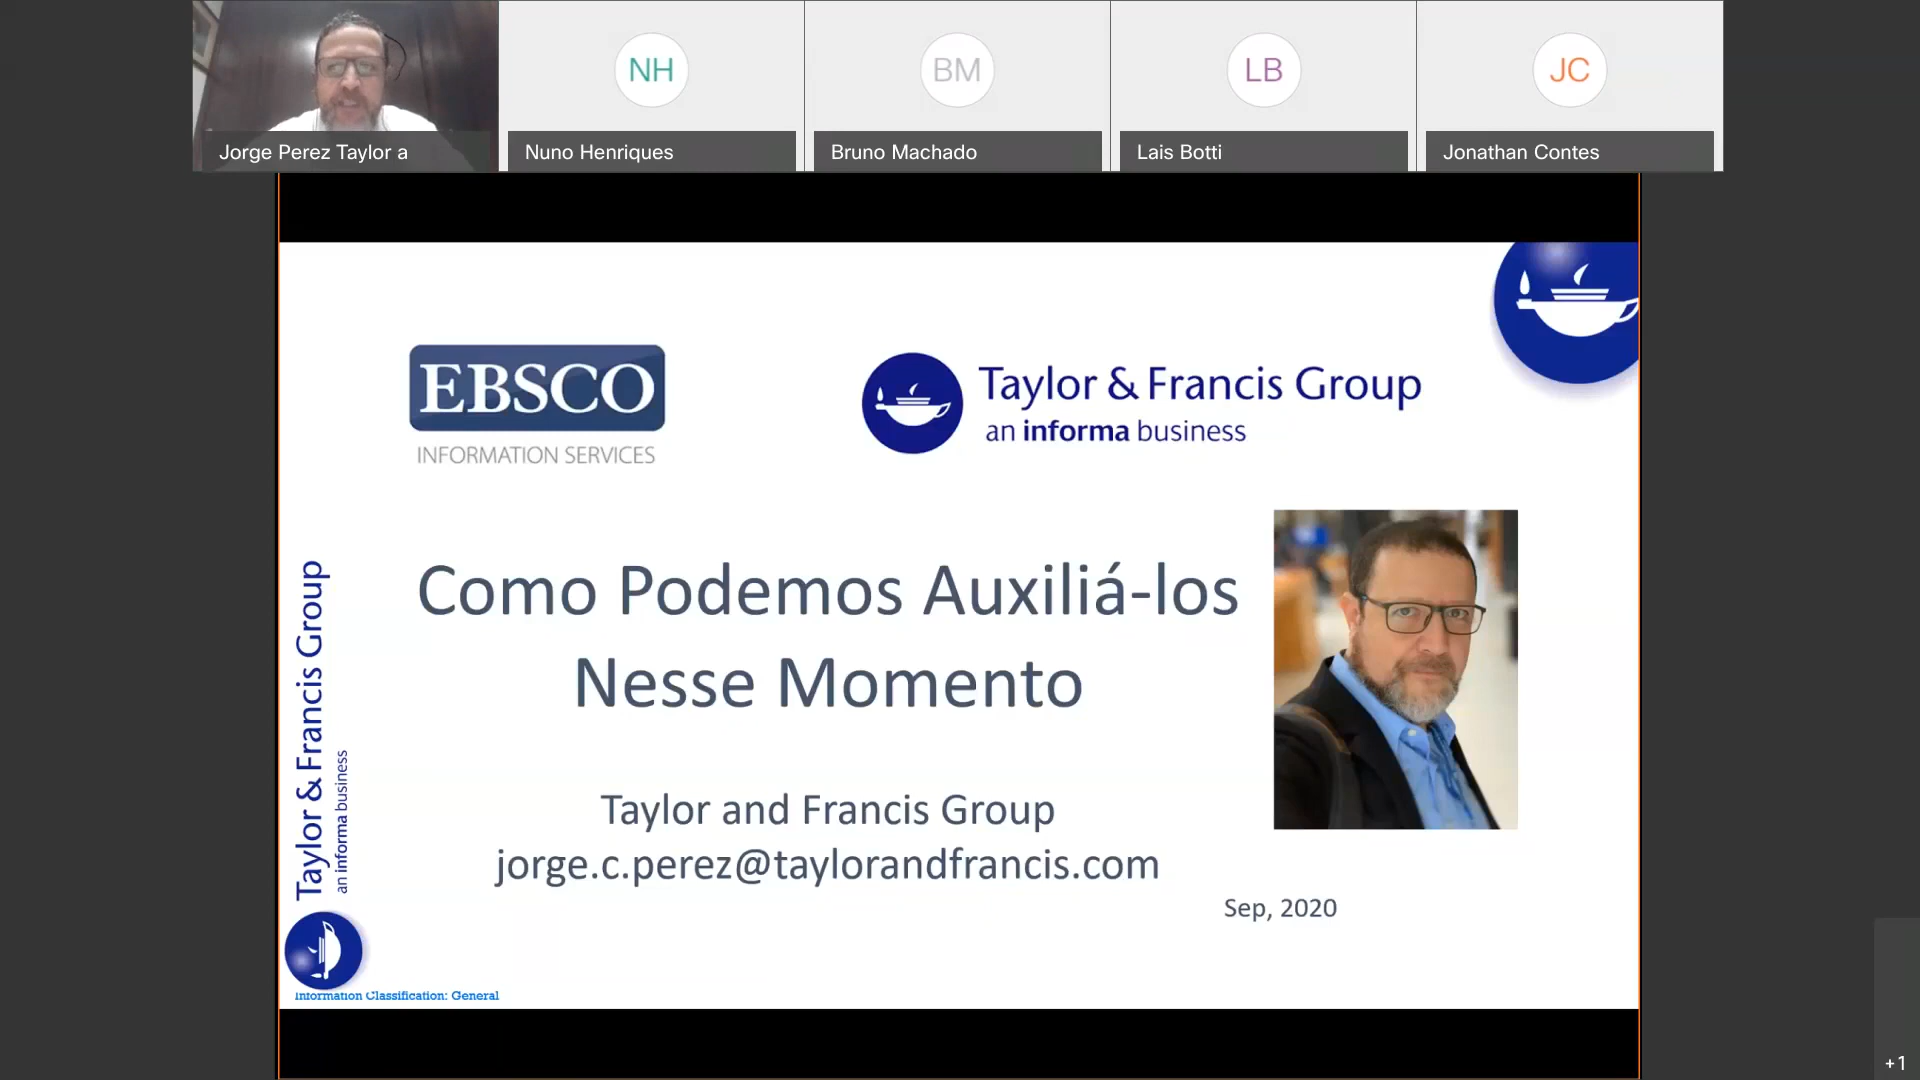 Jorge Perez Taylor a
NH
Nuno Henriques
BM
Bruno Machado
LB
Lais Botti
JC
Jonathan Contes
EBSCO
INFORMATION SERVICES
Taylor & Francis Group
an informa business
Como Podemos Auxiliá-los
Nesse Momento
Taylor and Francis Group
jorge.c.perez@taylorandfrancis.com
Sep, 2020
Taylor & Francis Group
an informa business
Information Classification: General
+1